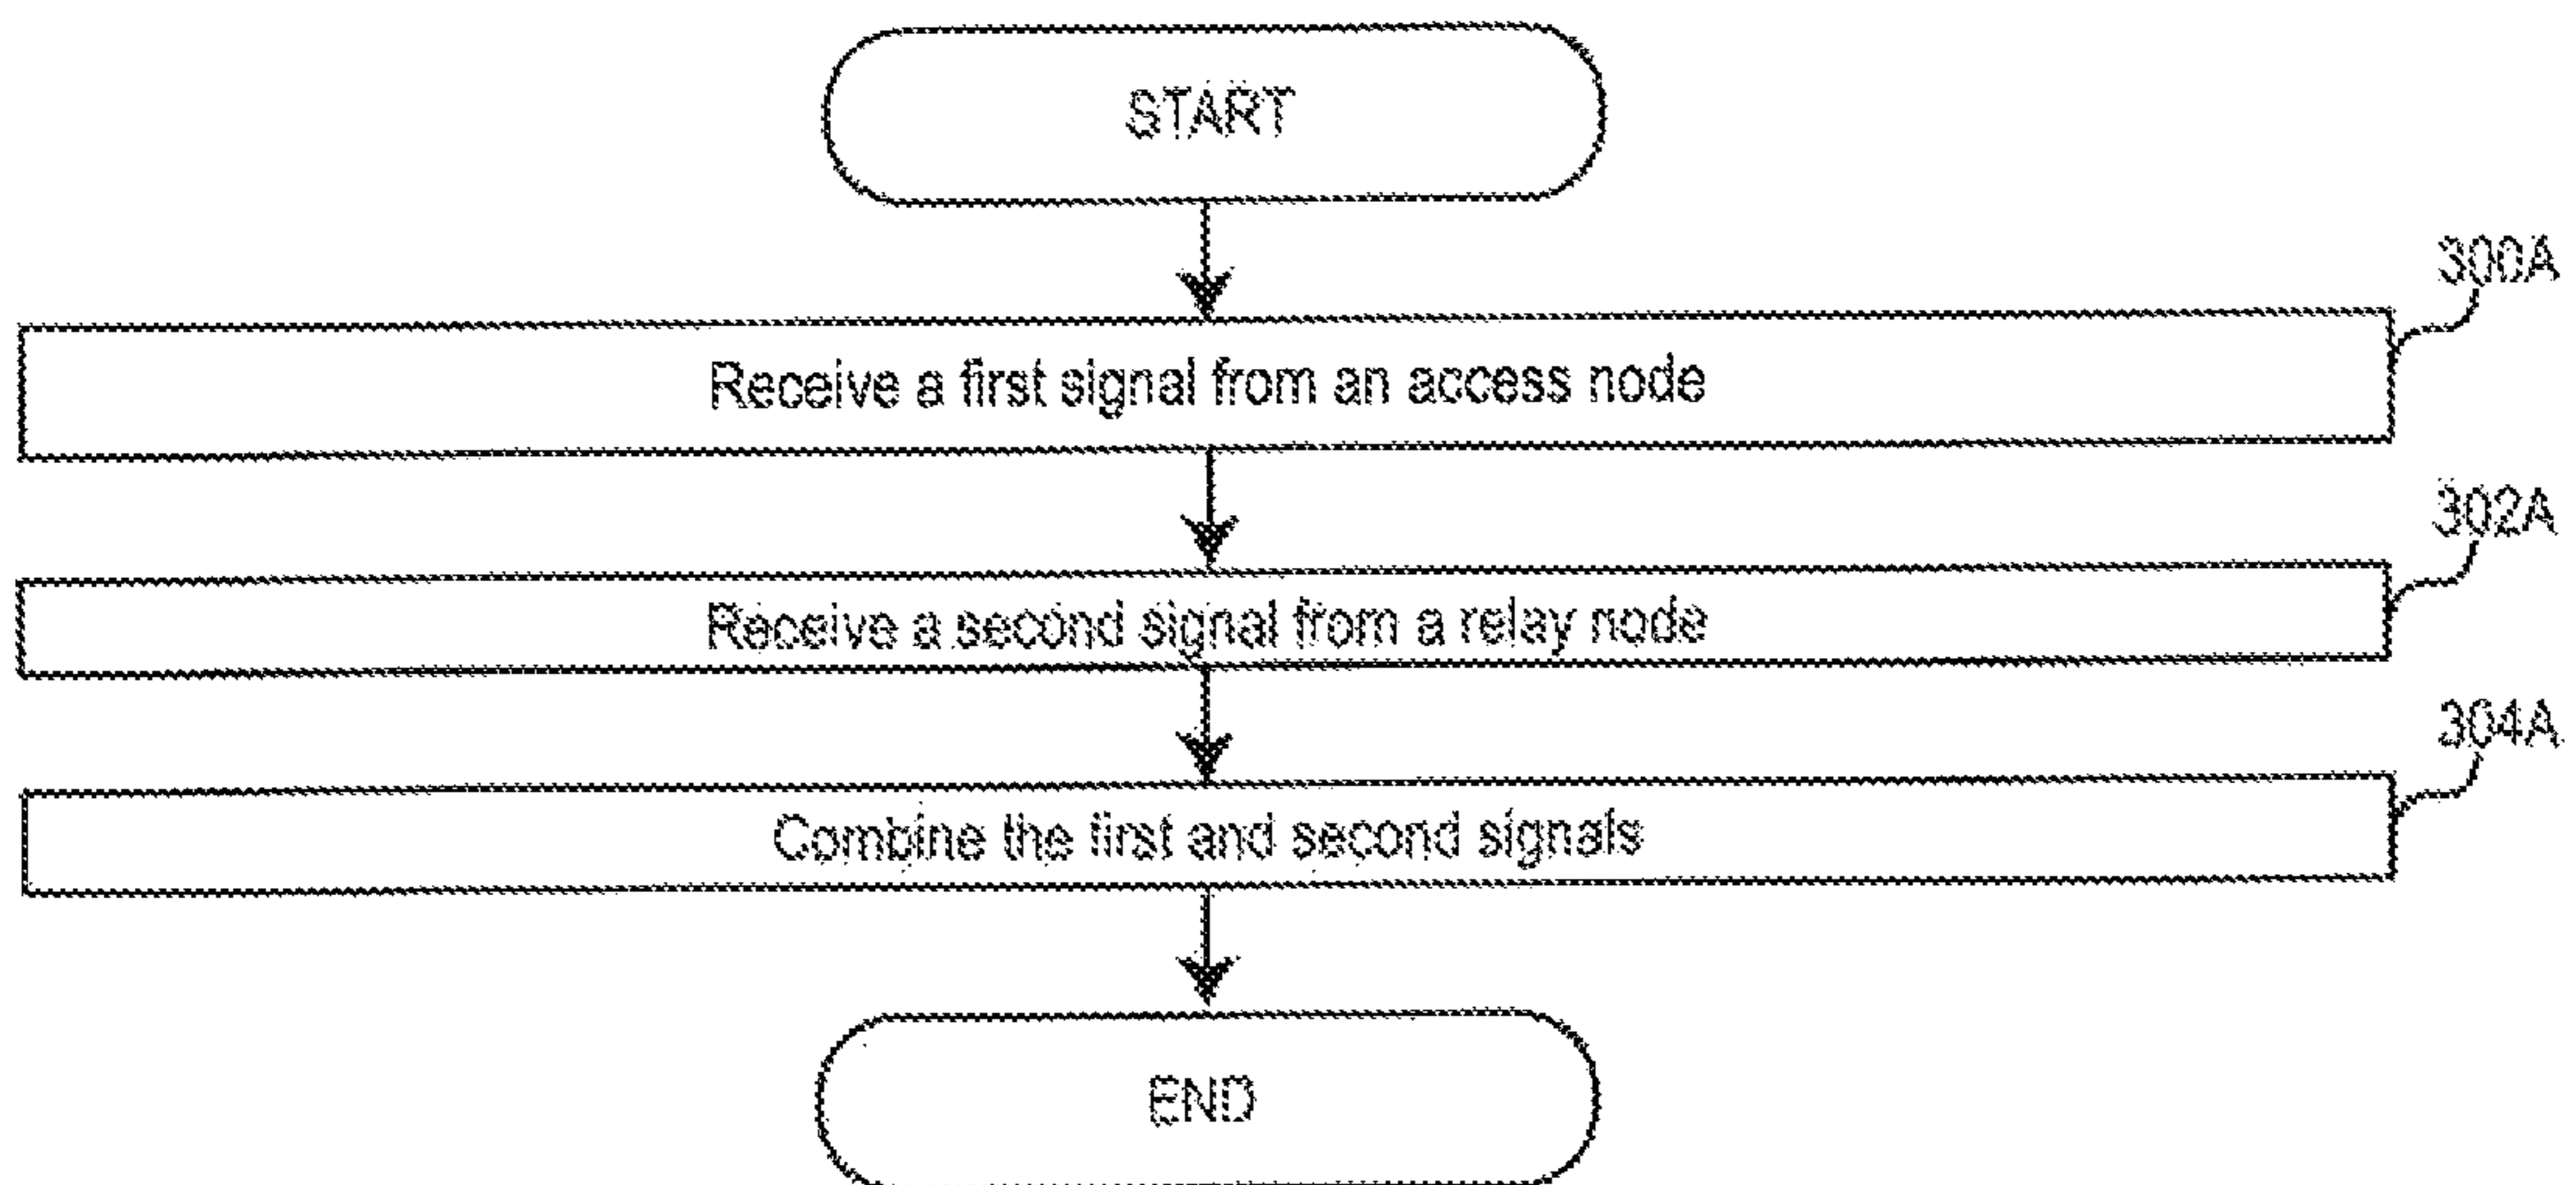 START
300A
Receive a first signal from an access node
302A
Receive a second signal from a relay node
304A
Combine the first and second signals
END